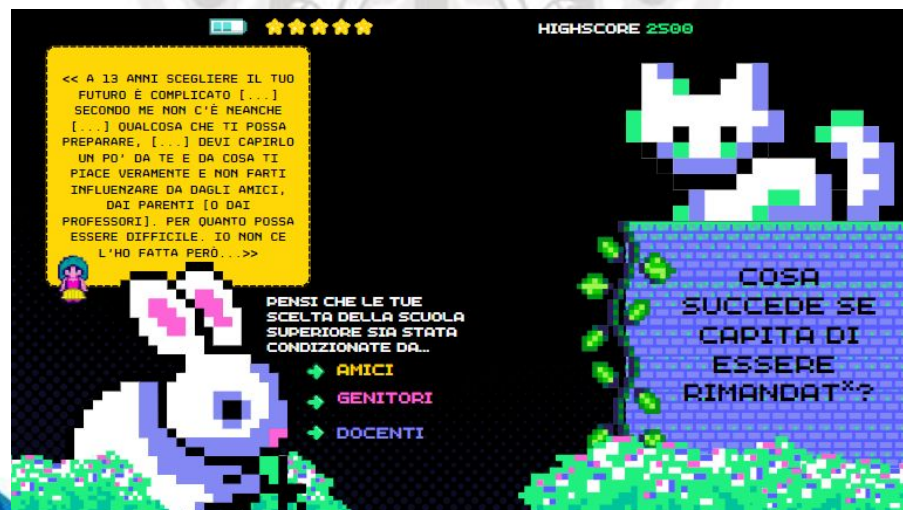 HIGHSCORE 2500
<< A 13 ANNI SCEGLIERE IL TUO
FUTURO È COMPLICATO [...]
SECONDO ME NON C'È NEANCHE
[...] QUALCOSA CHE TI POSSA
PREPARARE, [...] DEVI CAPIRLO
UN PO' DA TE E DA COSA TI
PIACE VERAMENTE E NON FARTI
INFLUENZARE DA DAGLI AMICI,
DAI PARENTI [O DAI
PROFESSORI]. PER QUANTO POSSA
ESSERE DIFFICILE. IO NON CE
L'HO FATTA PERÒ...>>
PENSI CHE LE TUE
SCELTA DELLA SCUOLA
SUPERIORE SIA STATA
CONDIZIONATE DA...
AMICI
GENITORI
DOCENTI
COSA
SUCCEDE SE
CAPITA DI
ESSERE
RIMANDATˣ?